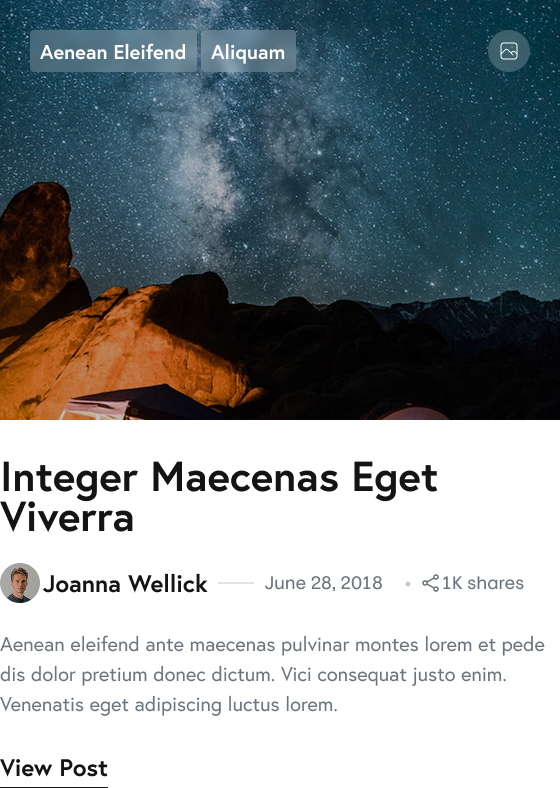 Aenean Eleifend Aliquam
Integer Maecenas Eget
Viverra
Joanna Wellick June 28, 2018 1K shares
Aenean eleifend ante maecenas pulvinar montes lorem et pede
dis dolor pretium donec dictum. Vici consequat justo enim.
Venenatis eget adipiscing luctus lorem.
View Post